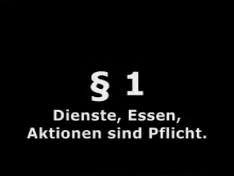 § 1
Dienste, Essen,
Aktionen sind Pflicht.